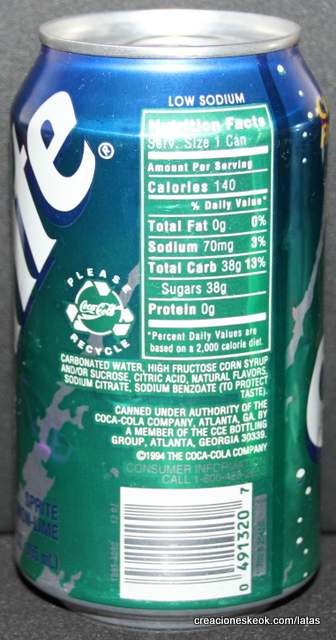 LOW SODIUM
Nutrition Facts
Serv. Size 1 Can
Amount Per Serving
Calories 140
% Daily Value*
Total Fat 0g 0%
Sodium 70mg 3%
Total Carb 38g 13%
Sugars 38g
Protein 0g
*Percent Daily Values are
based on a 2,000 calorie diet.
ite®
PLEASE
Coca-Cola
RECYCLE
CARBONATED WATER, HIGH FRUCTOSE CORN SYRUP
AND/OR SUCROSE, CITRIC ACID, NATURAL FLAVORS,
SODIUM CITRATE, SODIUM BENZOATE (TO PROTECT
TASTE).
CANNED UNDER AUTHORITY OF THE
COCA-COLA COMPANY, ATLANTA, GA. BY
A MEMBER OF THE CCE BOTTLING
GROUP, ATLANTA, GEORGIA 30339.
©1994 THE COCA-COLA COMPANY
CONSUMER
CALL
SPRITE
0 491320 7
creacioneskeok.com/latas